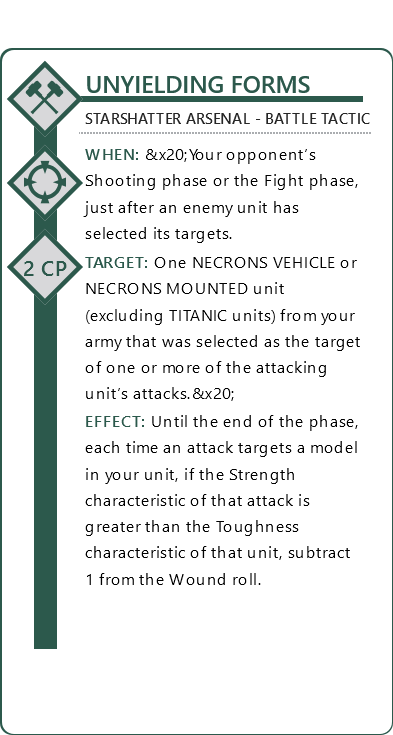 UNYIELDING FORMS
STARSHATTER ARSENAL - BATTLE TACTIC
WHEN: &x20;Your opponent's
Shooting phase or the Fight phase,
just after an enemy unit has
selected its targets.
2 CP
TARGET: One NECRONS VEHICLE or
NECRONS MOUNTED unit
(excluding TITANIC units) from your
army that was selected as the target
of one or more of the attacking
unit's attacks.&x20;
EFFECT: Until the end of the phase,
each time an attack targets a model
in your unit, if the Strength
characteristic of that attack is
greater than the Toughness
characteristic of that unit, subtract
1 from the Wound roll.